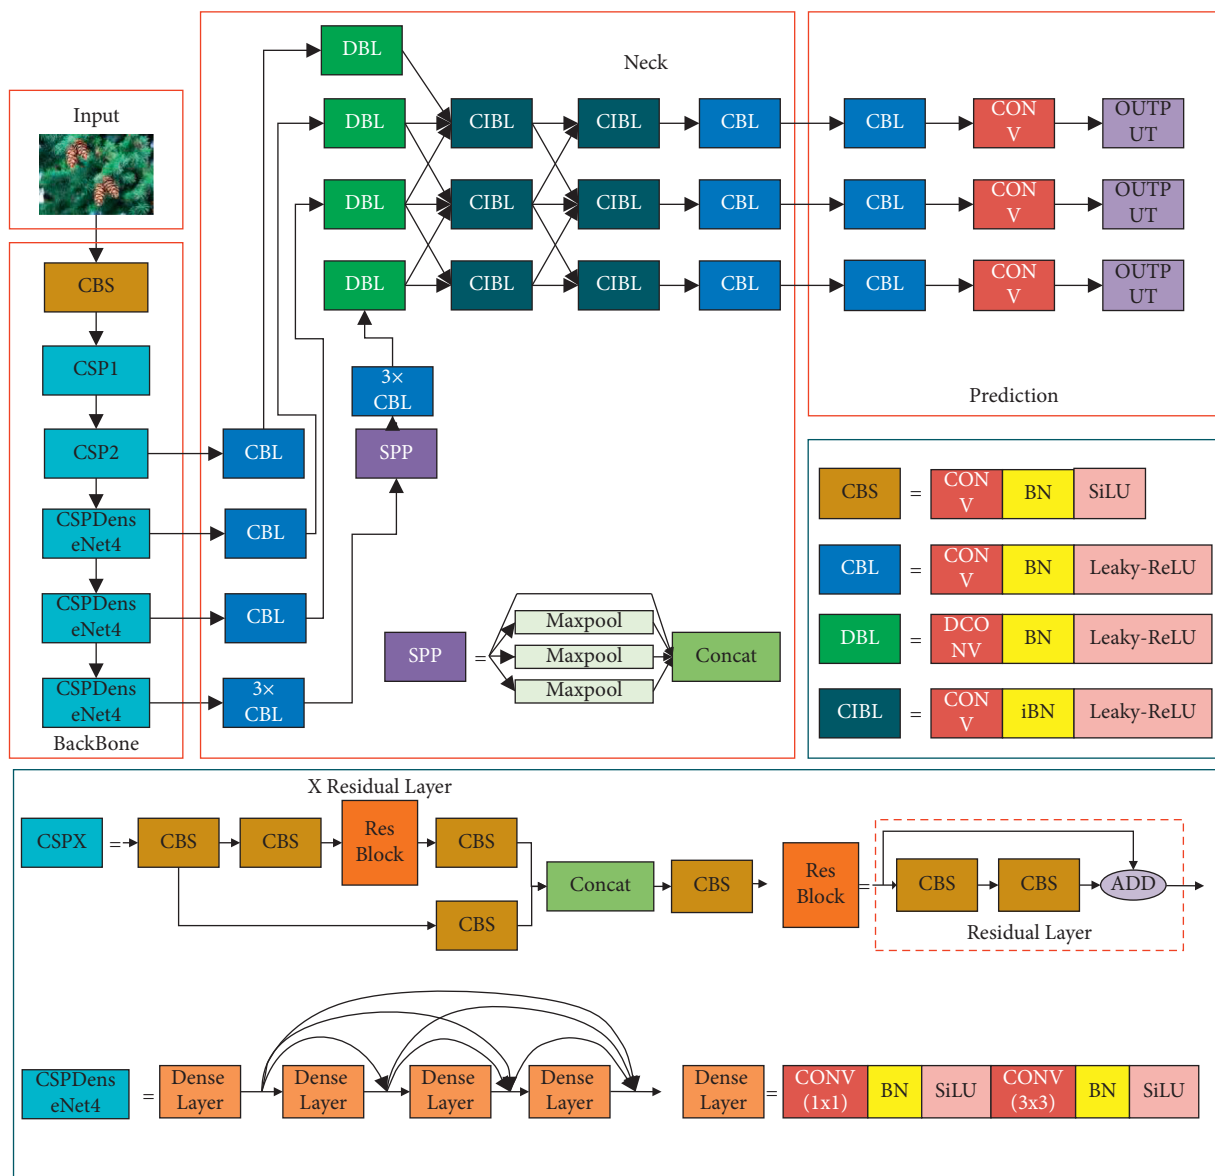 Input
CBS
CSP1
CSP2
CSPDens
eNet4
CSPDens
eNet4
CSPDens
eNet4
BackBone
Neck
DBL
DBL
CIBL
CIBL
CBL
DBL
CIBL
CIBL
CBL
DBL
CIBL
CIBL
CBL
3×
CBL
SPP
CBL
CBL
CBL
3×
CBL
SPP
=
Maxpool
Maxpool
Maxpool
Concat
CBL
CON
V
OUTP
UT
CBL
CON
V
OUTP
UT
CBL
CON
V
OUTP
UT
Prediction
CBS = CON
V BN SiLU
CBL = CON
V BN Leaky-ReLU
DBL = DCO
NV BN Leaky-ReLU
CIBL = CON
V iBN Leaky-ReLU
X Residual Layer
CSPX = CBS CBS Res
Block CBS
CBS
Concat CBS
Res
Block = CBS CBS ADD
Residual Layer
CSPDens
eNet4 = Dense
Layer
Dense
Layer
Dense
Layer
Dense
Layer
Dense
Layer = CONV
(1x1) BN SiLU CONV
(3x3) BN SiLU